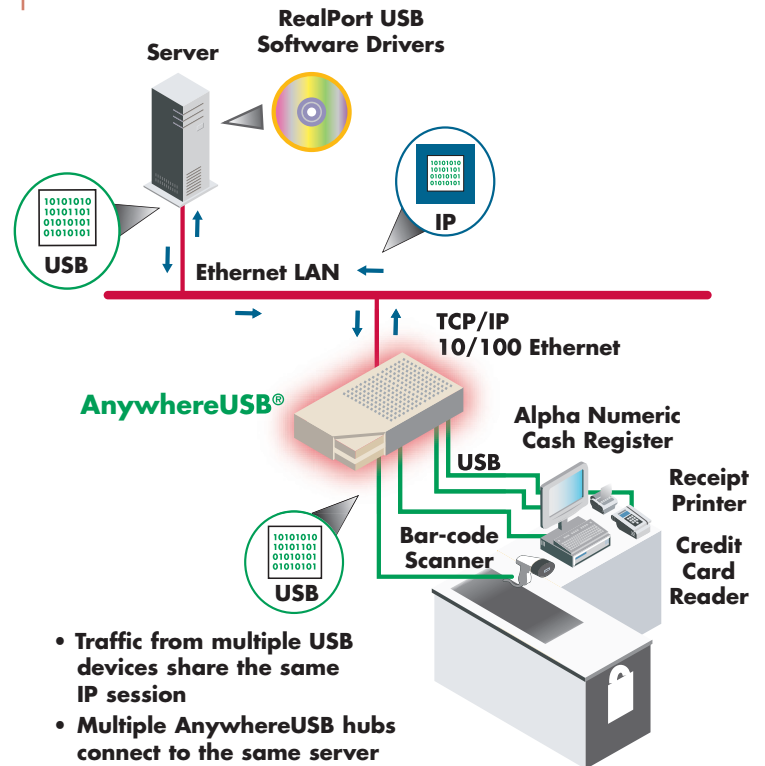 RealPort USB
Software Drivers
Server
10101010
10101101
01010101
01010101
USB
10101010
10101101
01010101
01010101
IP
Ethernet LAN
TCP/IP
10/100 Ethernet
AnywhereUSB®
Alpha Numeric
Cash Register
USB
Receipt
Printer
Bar-code
Scanner
Credit
Card
Reader
10101010
10101101
01010101
01010101
USB
• Traffic from multiple USB
devices share the same
IP session
• Multiple AnywhereUSB hubs
connect to the same server